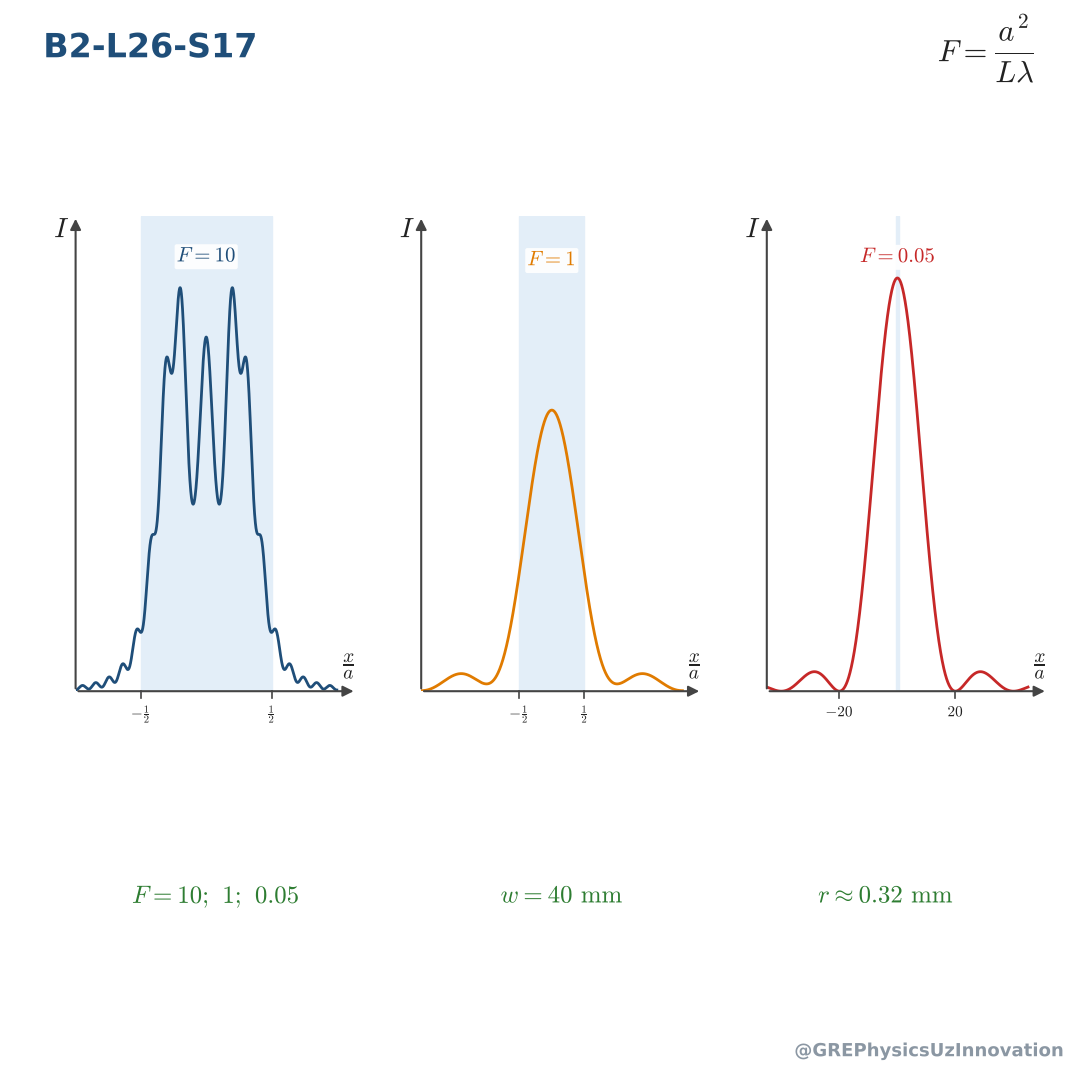 B2-L26-S17
F = a²/(Lλ)
I
F = 10
x/a
−1/2
1/2
I
F = 1
x/a
−1/2
1/2
I
F = 0.05
x/a
−20
20
F = 10; 1; 0.05
w = 40 mm
r ≈ 0.32 mm
@GREPhysicsUzInnovation